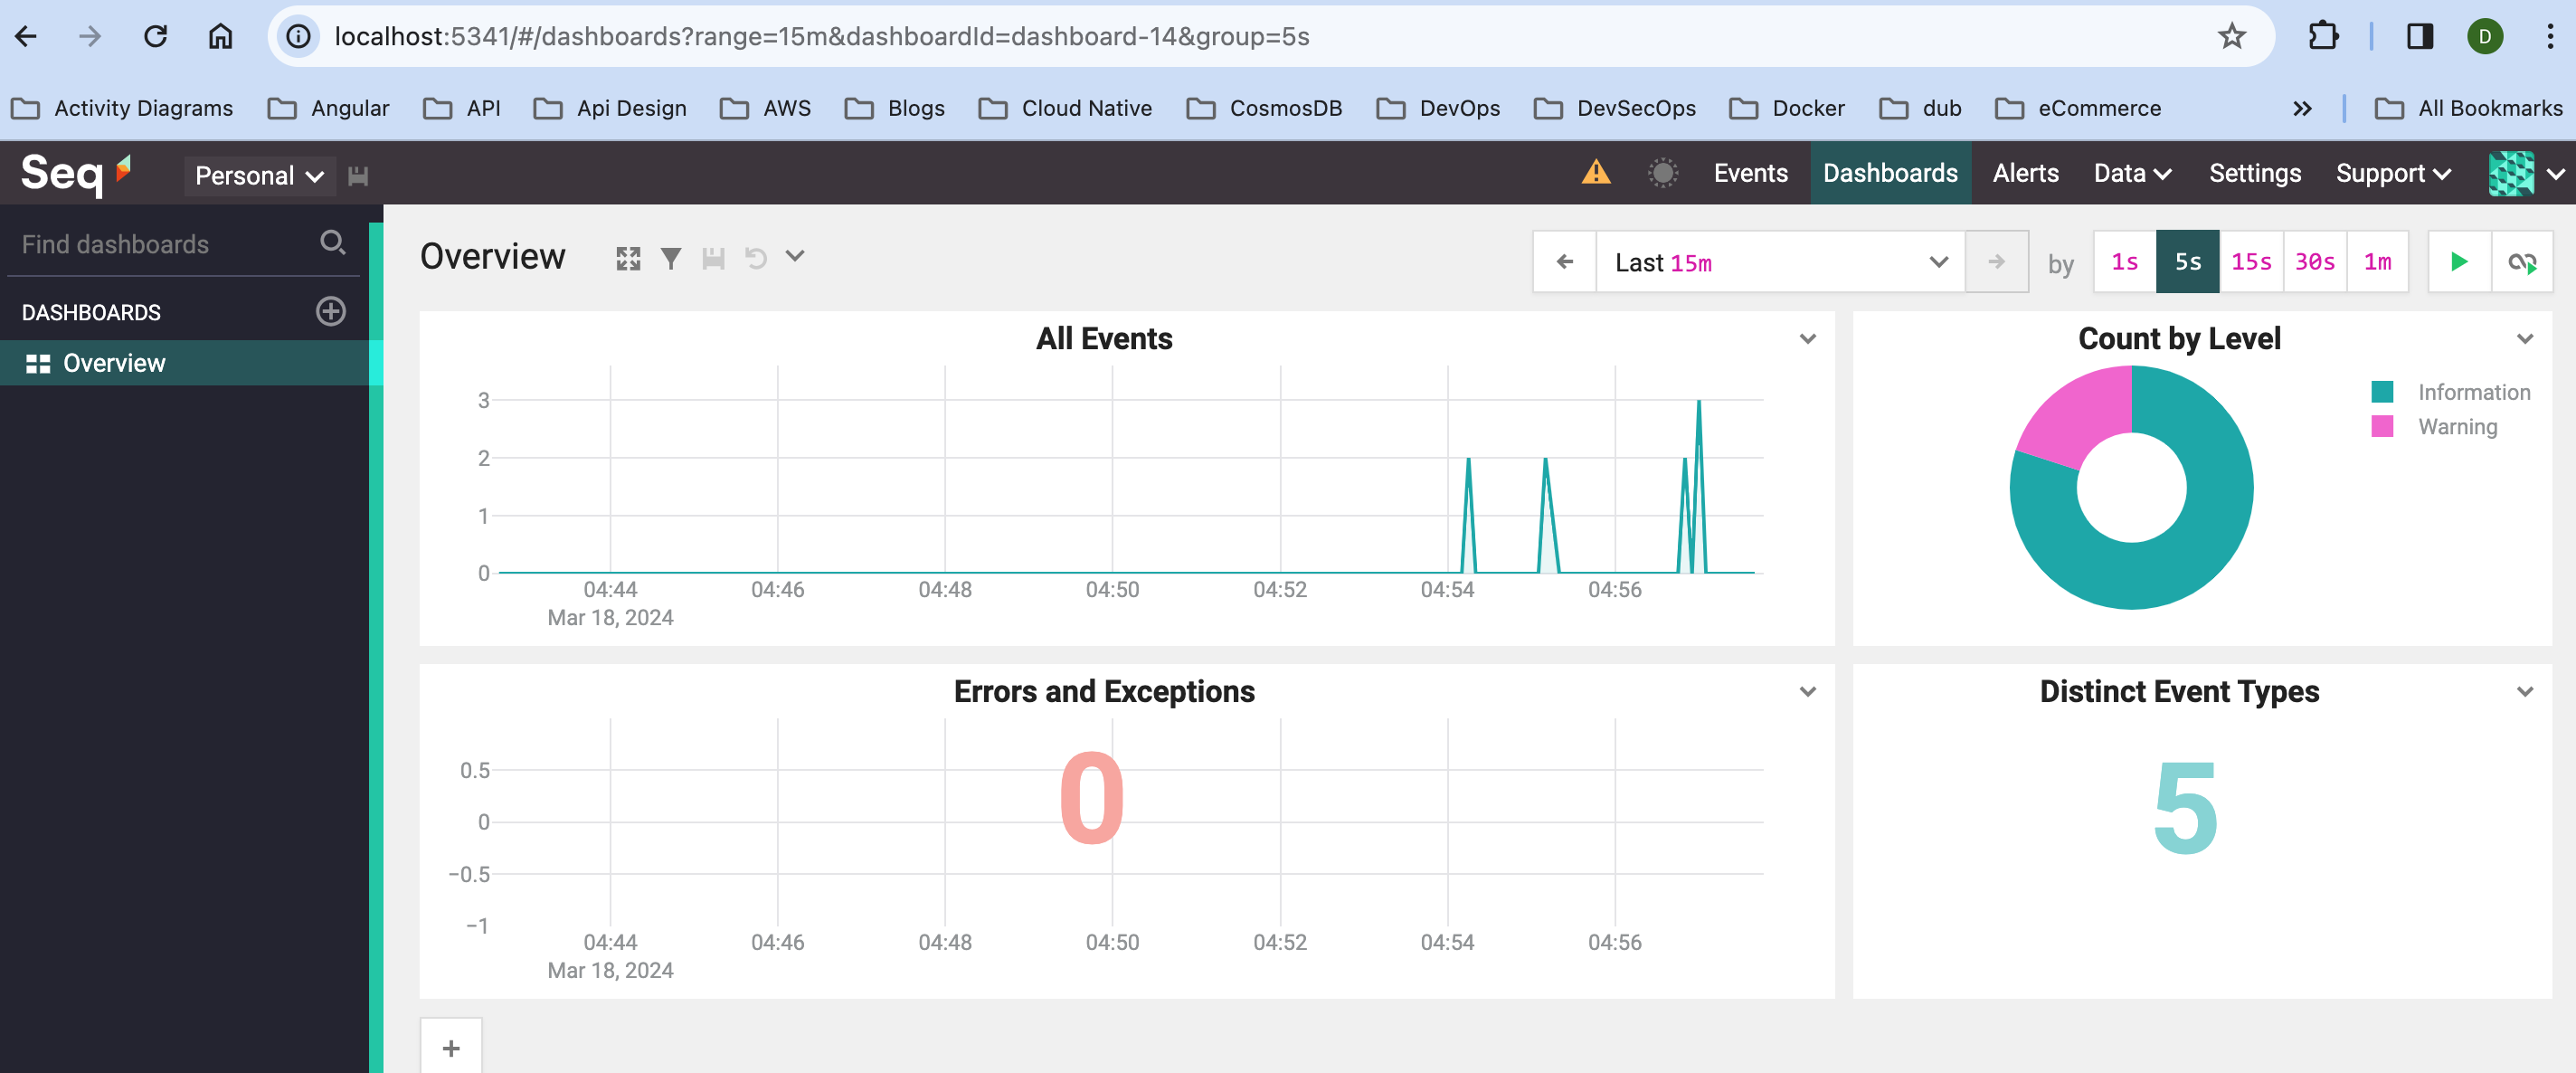 localhost:5341/#/dashboards?range=15m&dashboardId=dashboard-14&group=5s
D
Activity Diagrams Angular API Api Design AWS Blogs Cloud Native CosmosDB DevOps DevSecOps Docker dub eCommerce » All Bookmarks
Seq Personal Events Dashboards Alerts Data Settings Support
Find dashboards
DASHBOARDS
Overview
Overview
Last 15m by 1s 5s 15s 30s 1m
All Events
3
2
1
0
04:44 04:46 04:48 04:50 04:52 04:54 04:56
Mar 18, 2024
Count by Level
Information
Warning
Errors and Exceptions
0
0.5
0
−0.5
−1
04:44 04:46 04:48 04:50 04:52 04:54 04:56
Mar 18, 2024
Distinct Event Types
5
+